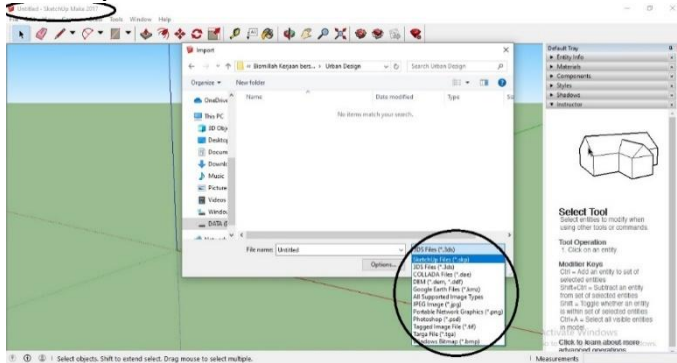 Untitled - SketchUp Make 2017
Tools Window Help
Import
Bismillah Kerjaan bers... › Urban Design
Search Urban Design
Organize New folder
Name Date modified Type
No items match your search.
OneDrive
This PC
3D Obje
Desktop
Docum
Downlo
Music
Picture
Videos
Windo
DATA (
File name: Untitled
3DS Files (*.3ds)
Options...
SketchUp Files (*.skp)
3DS Files (*.3ds)
COLLADA Files (*.dae)
DEM (*.dem, *.ddf)
Google Earth Files (*.kmz)
All Supported Image Types
JPEG Image (*.jpg)
Portable Network Graphics (*.png)
Photoshop (*.psd)
Tagged Image File (*.tif)
Targa File (*.tga)
Windows Bitmap (*.bmp)
Default Tray
Entity Info
Materials
Components
Styles
Shadows
Instructor
Select Tool
Select entities to modify when
using other tools or commands.
Tool Operation
1. Click on an entity.
Modifier Keys
Ctrl = Add an entity to set of
selected entities
Shift+Ctrl = Subtract an entity
from set of selected entities
Shift = Toggle whether an entity
is within set of selected entities
Ctrl+A = Select all visible entities
in model.
Activate Windows
Click to learn about more
advanced operations
Select objects. Shift to extend select. Drag mouse to select multiple.
Measurements